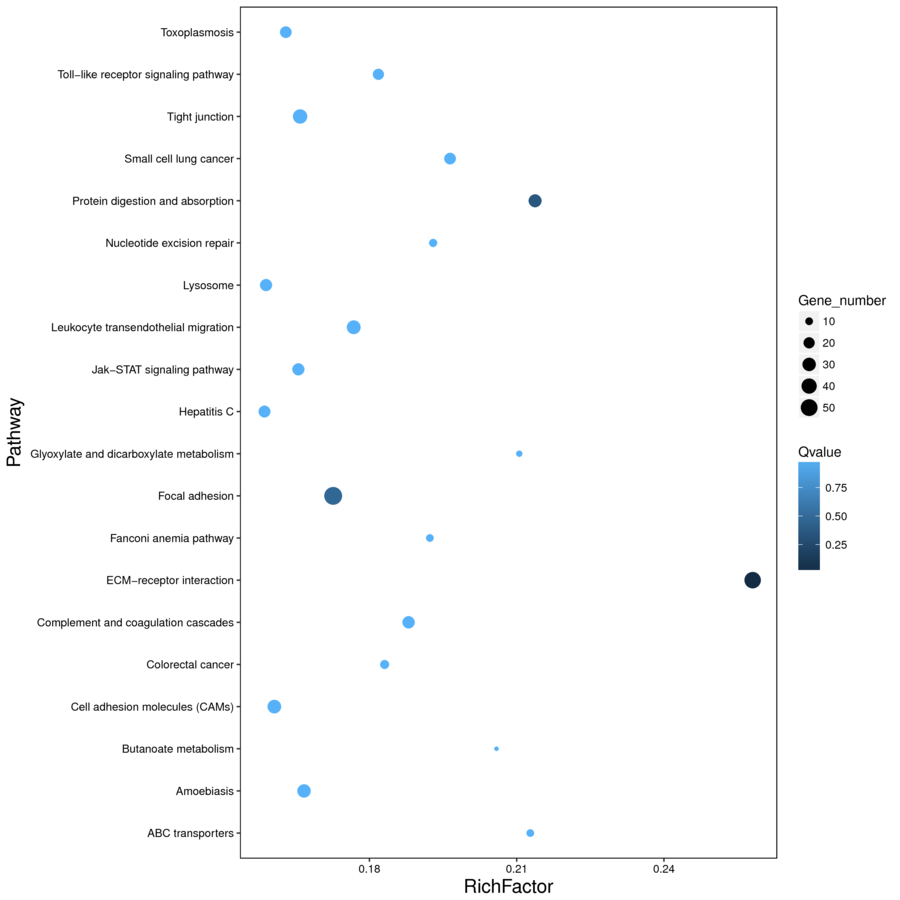 Toxoplasmosis
Toll−like receptor signaling pathway
Tight junction
Small cell lung cancer
Protein digestion and absorption
Nucleotide excision repair
Lysosome
Leukocyte transendothelial migration
Jak−STAT signaling pathway
Hepatitis C
Glyoxylate and dicarboxylate metabolism
Focal adhesion
Fanconi anemia pathway
ECM−receptor interaction
Complement and coagulation cascades
Colorectal cancer
Cell adhesion molecules (CAMs)
Butanoate metabolism
Amoebiasis
ABC transporters
Pathway
0.18 0.21 0.24
RichFactor
Gene_number
10
20
30
40
50
Qvalue
0.75
0.50
0.25